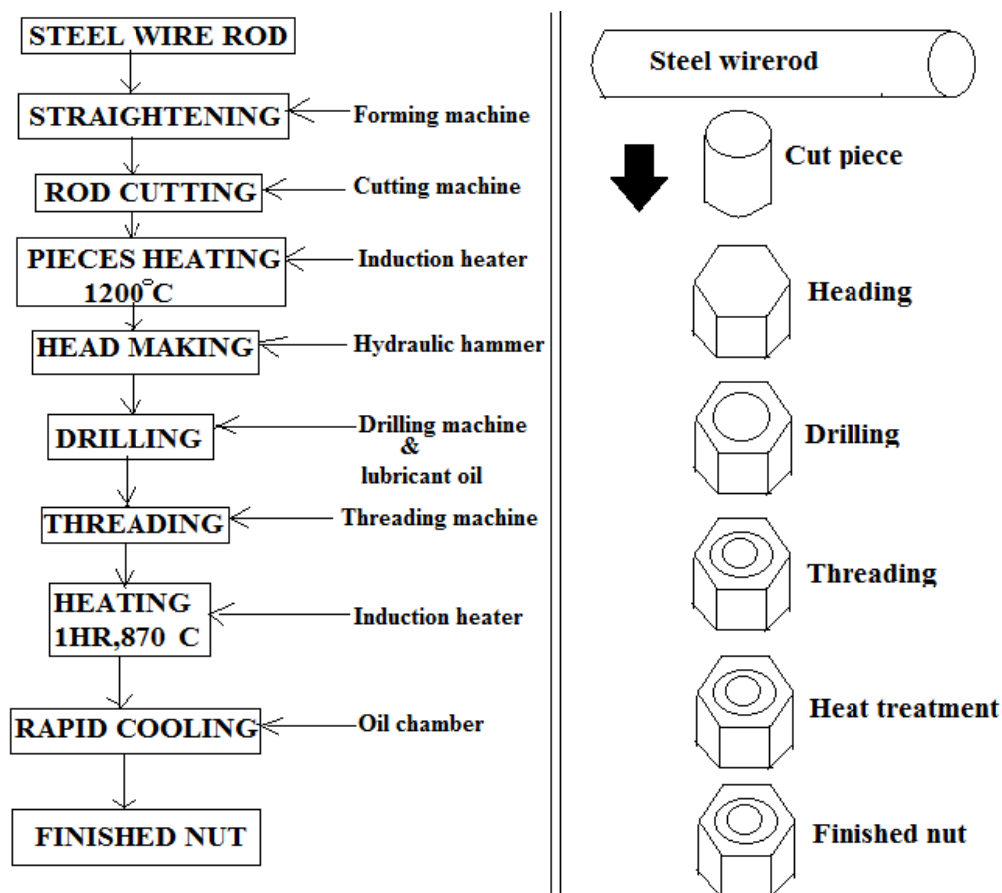 STEEL WIRE ROD
STRAIGHTENING
Forming machine
ROD CUTTING
Cutting machine
PIECES HEATING
1200°C
Induction heater
HEAD MAKING
Hydraulic hammer
DRILLING
Drilling machine
&
lubricant oil
THREADING
Threading machine
HEATING
1HR,870 C
Induction heater
RAPID COOLING
Oil chamber
FINISHED NUT
Steel wirerod
Cut piece
Heading
Drilling
Threading
Heat treatment
Finished nut